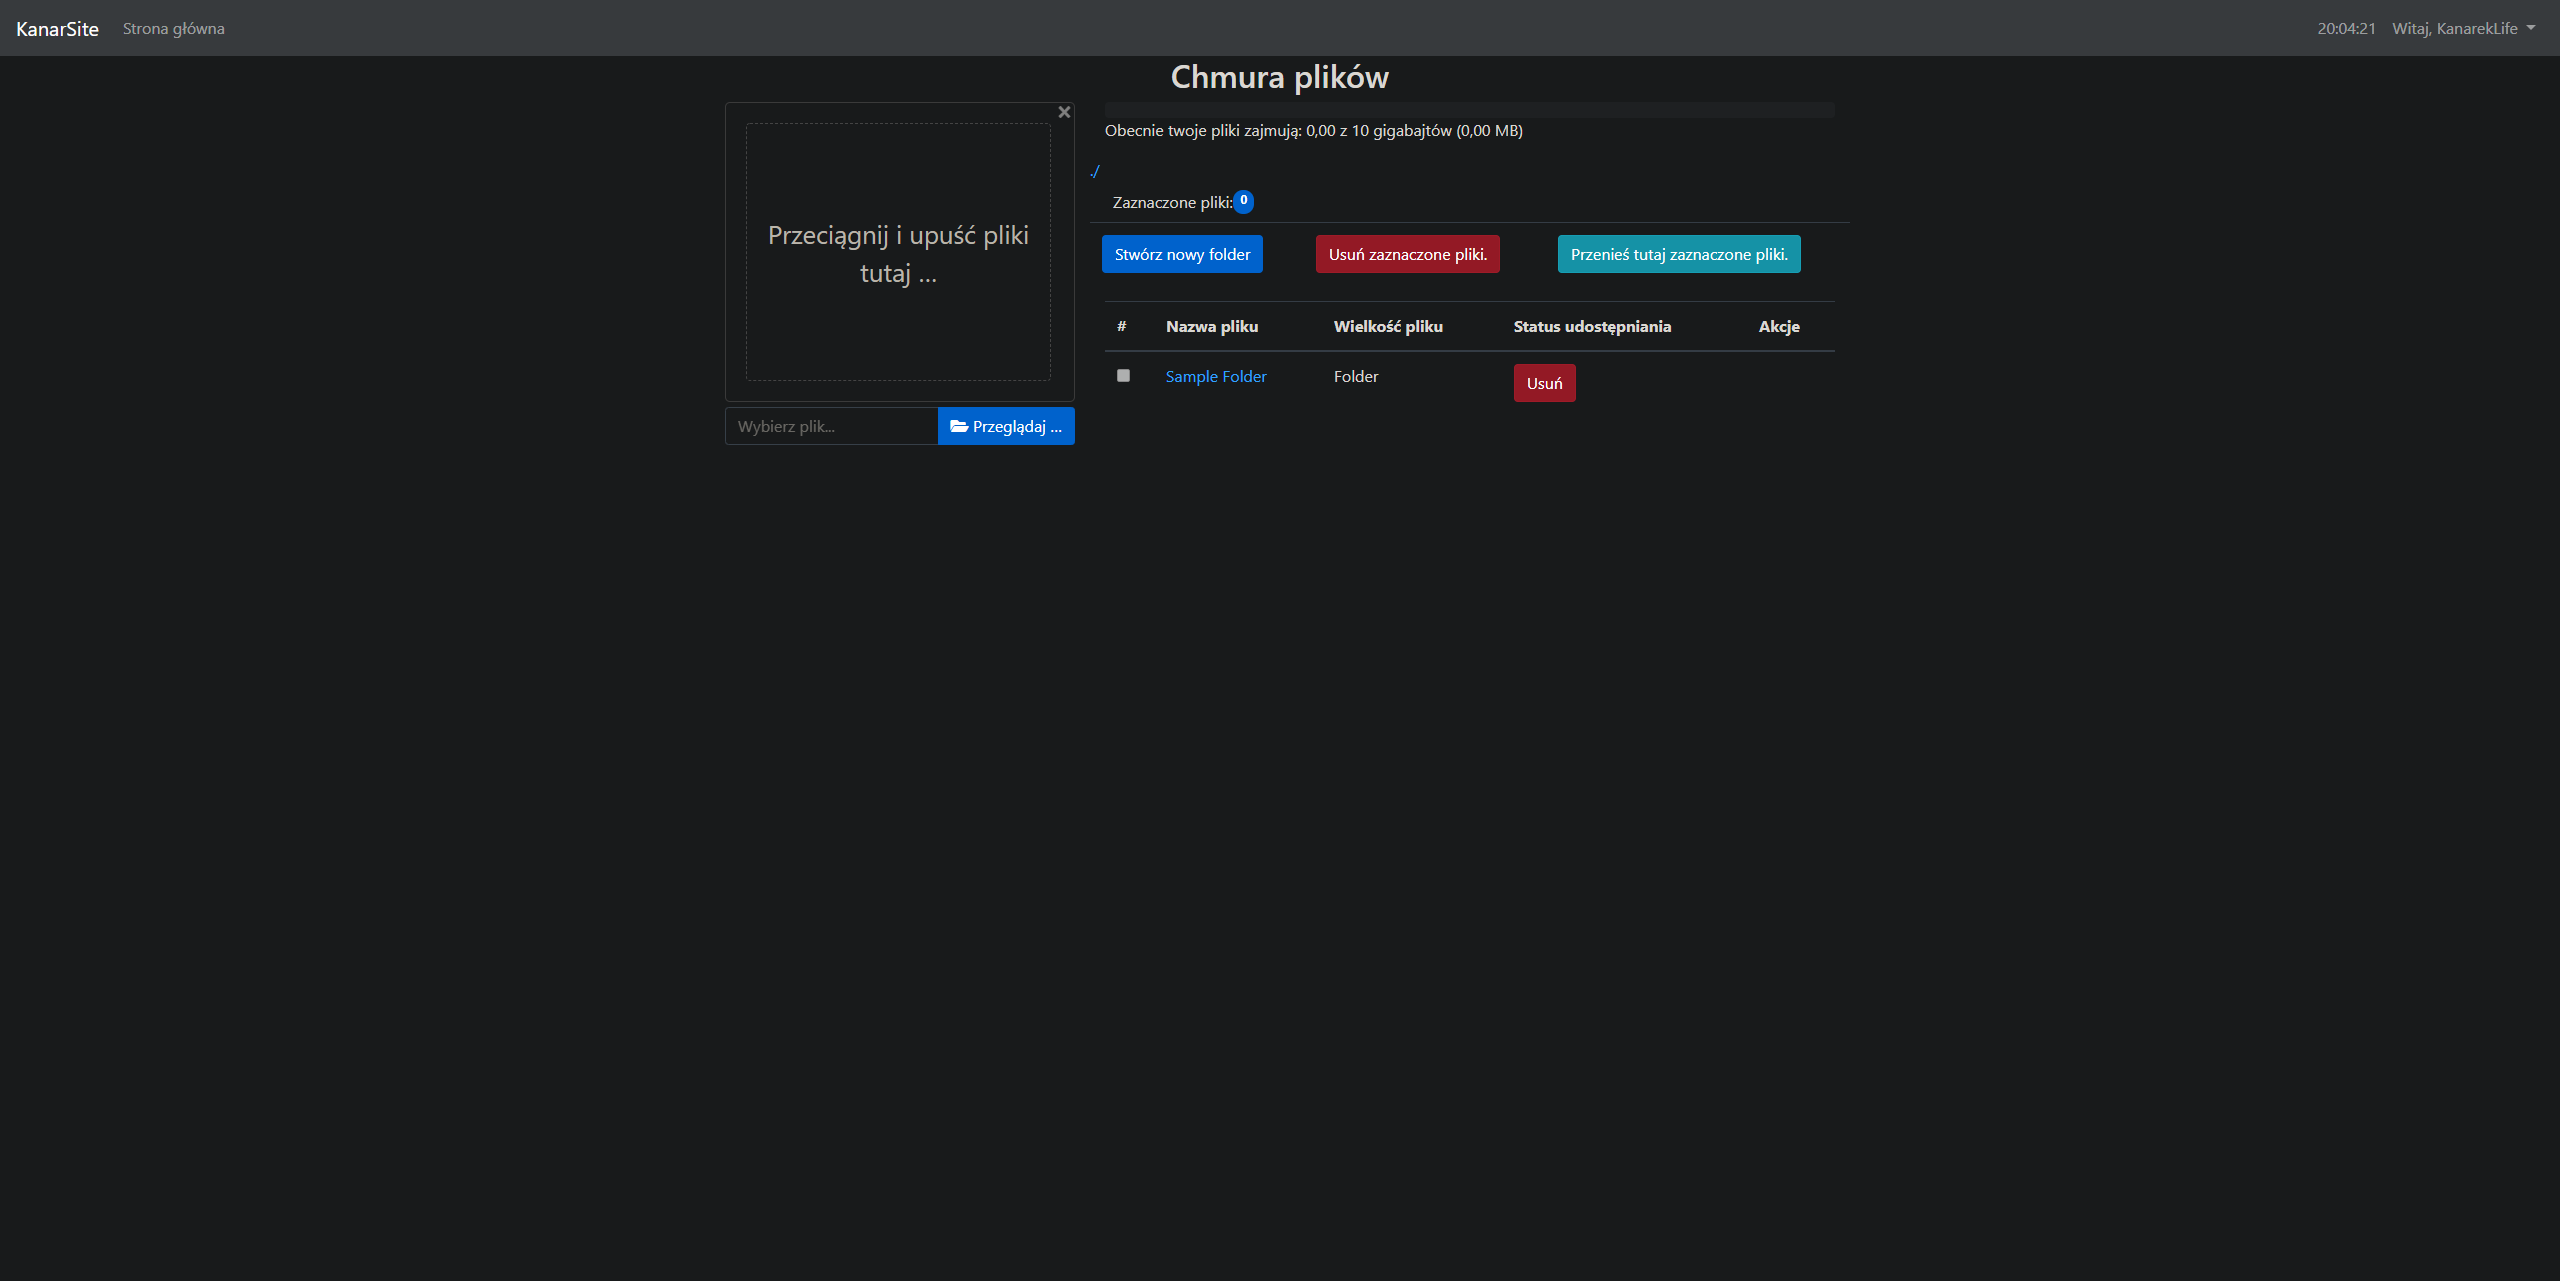 KanarSite Strona główna 20:04:21 Witaj, KanarekLife
Chmura plików
Przeciągnij i upuść pliki
tutaj ...
Wybierz plik... Przeglądaj ...
Obecnie twoje pliki zajmują: 0,00 z 10 gigabajtów (0,00 MB)
./
Zaznaczone pliki: 0
Stwórz nowy folder Usuń zaznaczone pliki. Przenieś tutaj zaznaczone pliki.
# Nazwa pliku Wielkość pliku Status udostępniania Akcje
Sample Folder Folder Usuń